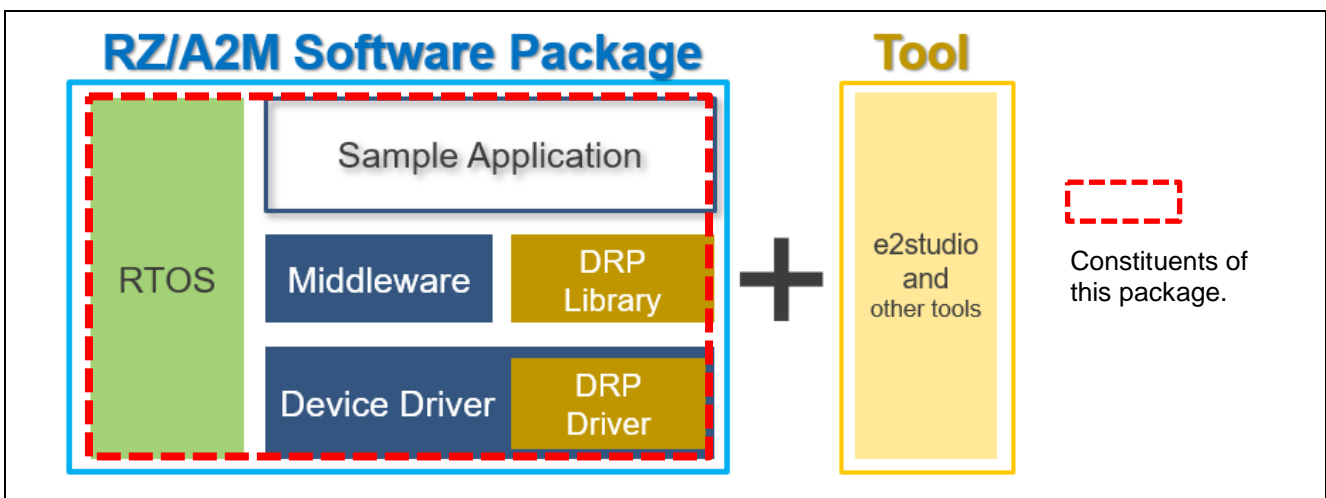 RZ/A2M Software Package
Tool
RTOS
Sample Application
Middleware
DRP
Library
Device Driver
DRP
Driver
e2studio
and
other tools
Constituents of
this package.